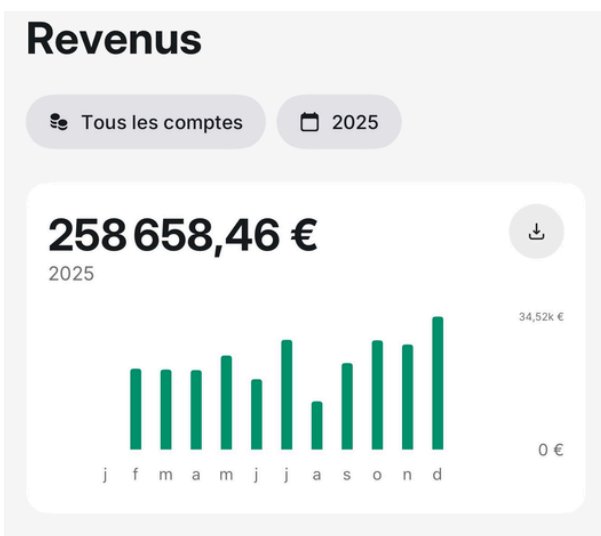 Revenus
Tous les comptes
2025
258 658,46 €
2025
34,52k €
0 €
j f m a m j j a s o n d